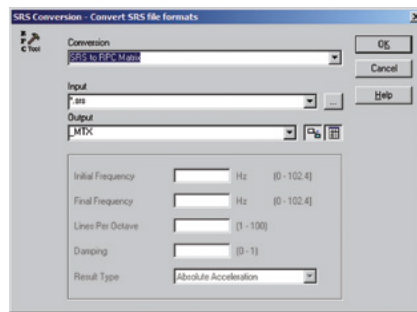 SRS Conversion - Convert SRS file formats
C Tool
Conversion
SRS to RPC Matrix
OK
Cancel
Help
Input
*.srs
...
Output
_MTX
Initial Frequency Hz (0 - 102.4)
Final Frequency Hz (0 - 102.4)
Lines Per Octave (1 - 100)
Damping (0 - 1)
Result Type Absolute Acceleration